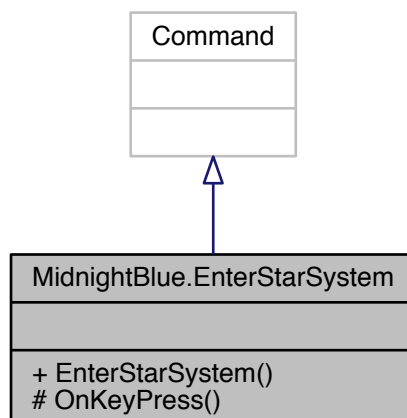 Command
MidnightBlue.EnterStarSystem
+ EnterStarSystem()
# OnKeyPress()